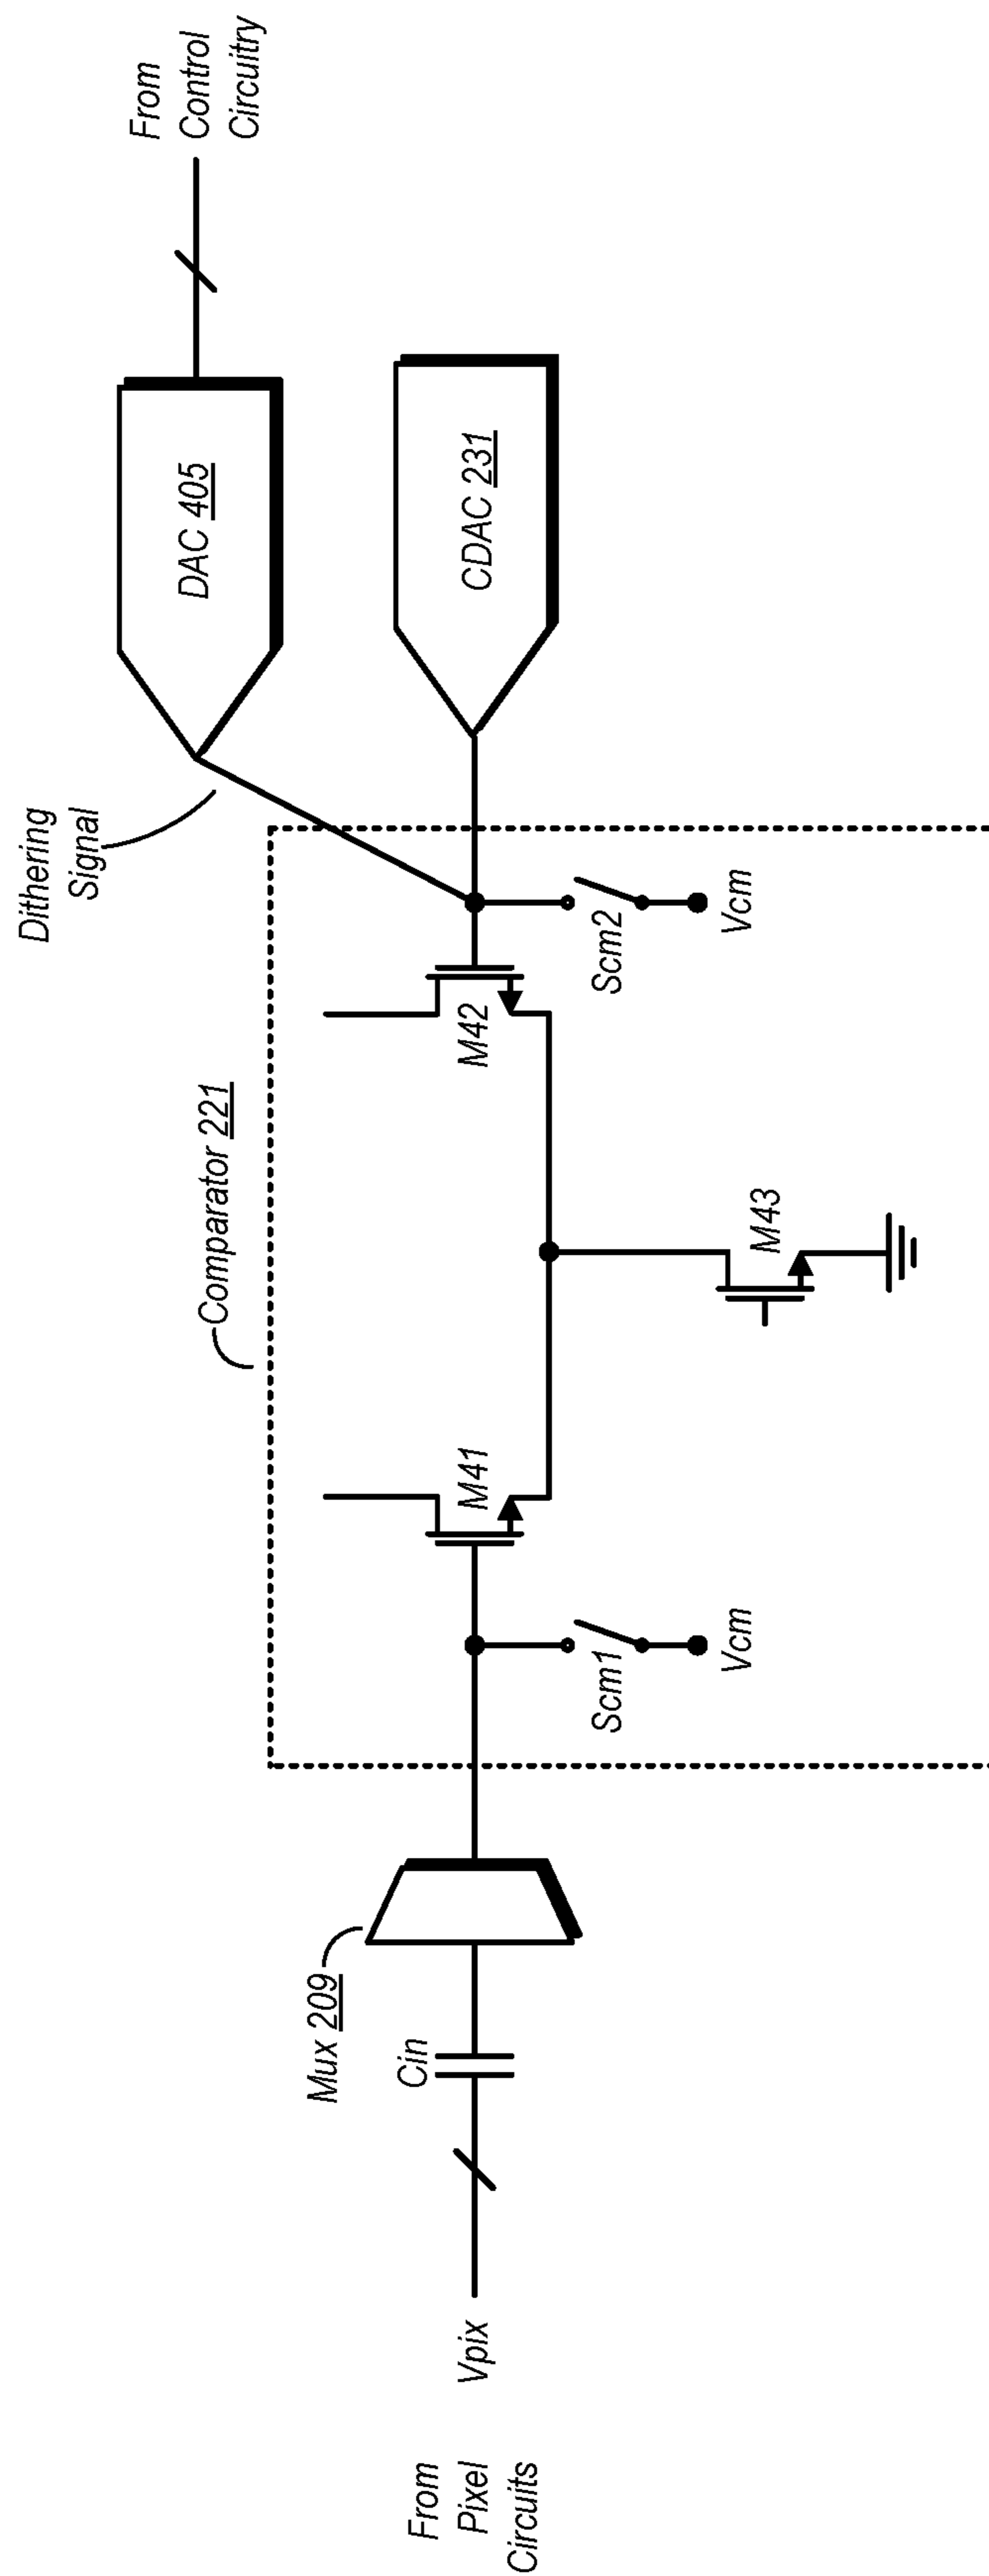 From
Control
Circuitry
DAC 405
CDAC 231
Dithering
Signal
Comparator 221
M42
Scm2
Vcm
M43
M41
Scm1
Vcm
Mux 209
Cin
Vpix
From
Pixel
Circuits